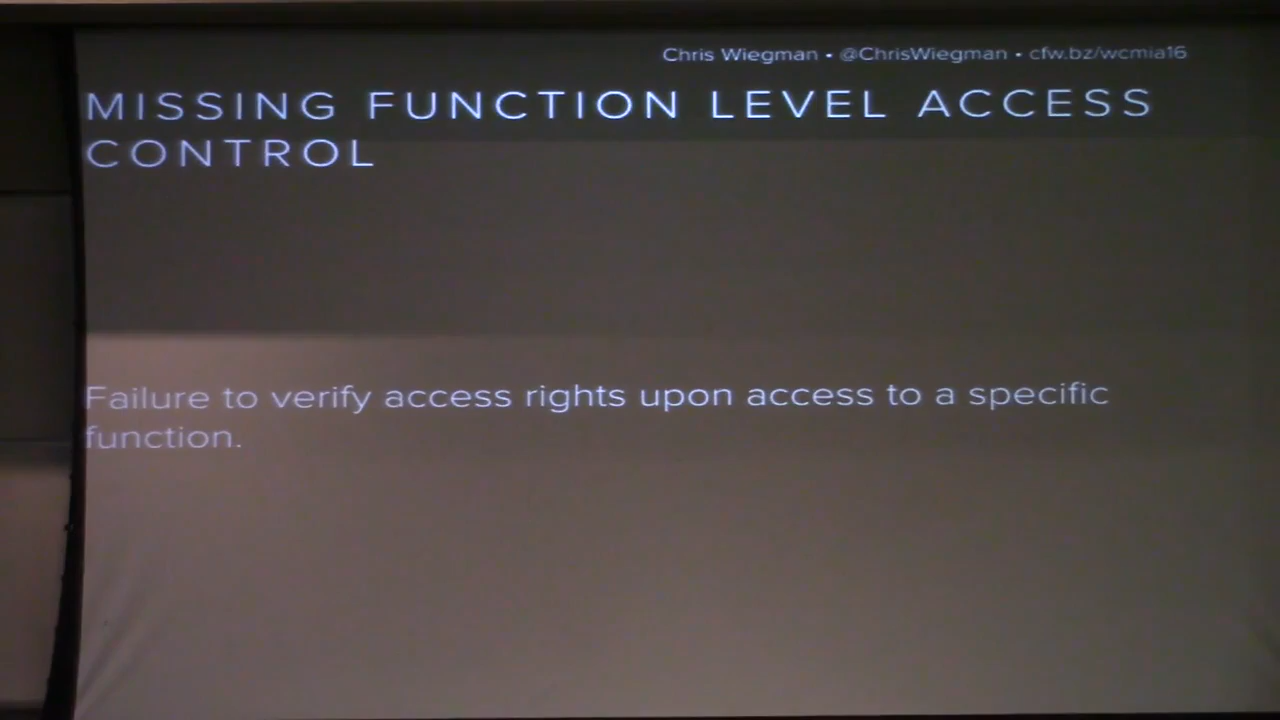 Chris Wiegman • @ChrisWiegman • cfw.bz/wcmia16
MISSING FUNCTION LEVEL ACCESS
CONTROL
Failure to verify access rights upon access to a specific
function.